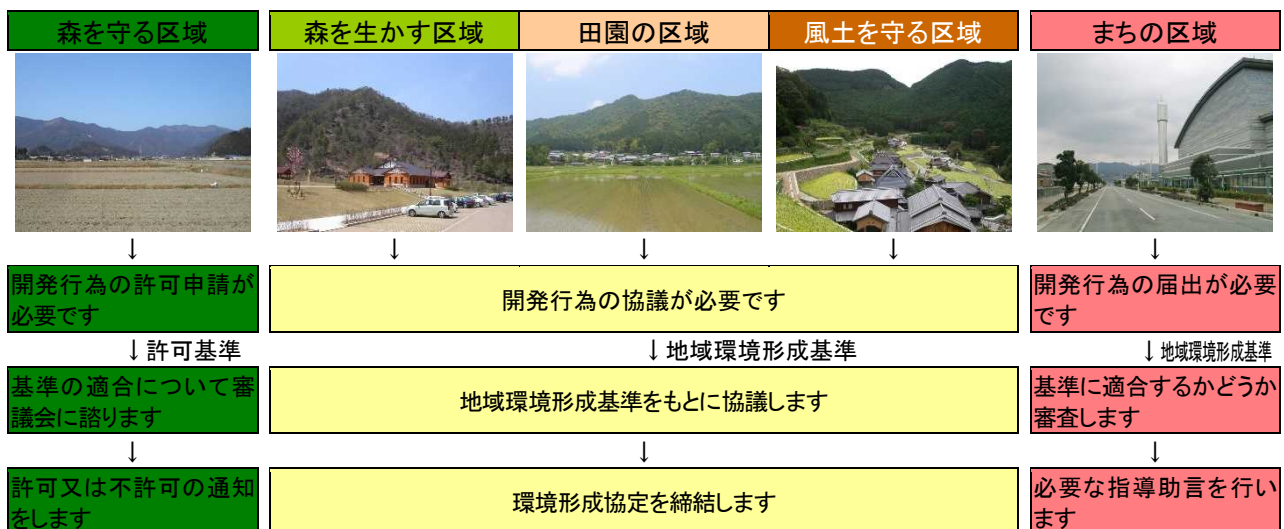 森を守る区域
森を生かす区域
田園の区域
風土を守る区域
まちの区域
↓
↓
↓
↓
↓
開発行為の許可申請が
必要です
開発行為の協議が必要です
開発行為の届出が必要
です
↓許可基準
↓地域環境形成基準
↓地域環境形成基準
基準の適合について審
議会に諮ります
地域環境形成基準をもとに協議します
基準に適合するかどうか
審査します
↓
↓
↓
許可又は不許可の通知
をします
環境形成協定を締結します
必要な指導助言を行い
ます